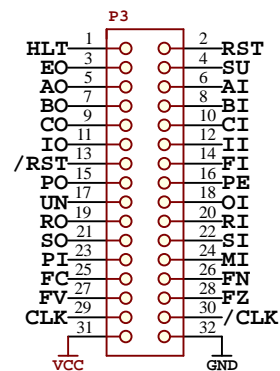 P3
HLT 1 2 RST
EO 3 4 SU
AO 5 6 AI
BO 7 8 BI
CO 9 10 CI
IO 11 12 II
/RST 13 14 FI
PO 15 16 PE
UN 17 18 OI
RO 19 20 RI
SO 21 22 SI
PI 23 24 MI
FC 25 26 FN
FV 27 28 FZ
CLK 29 30 /CLK
31 32
VCC GND